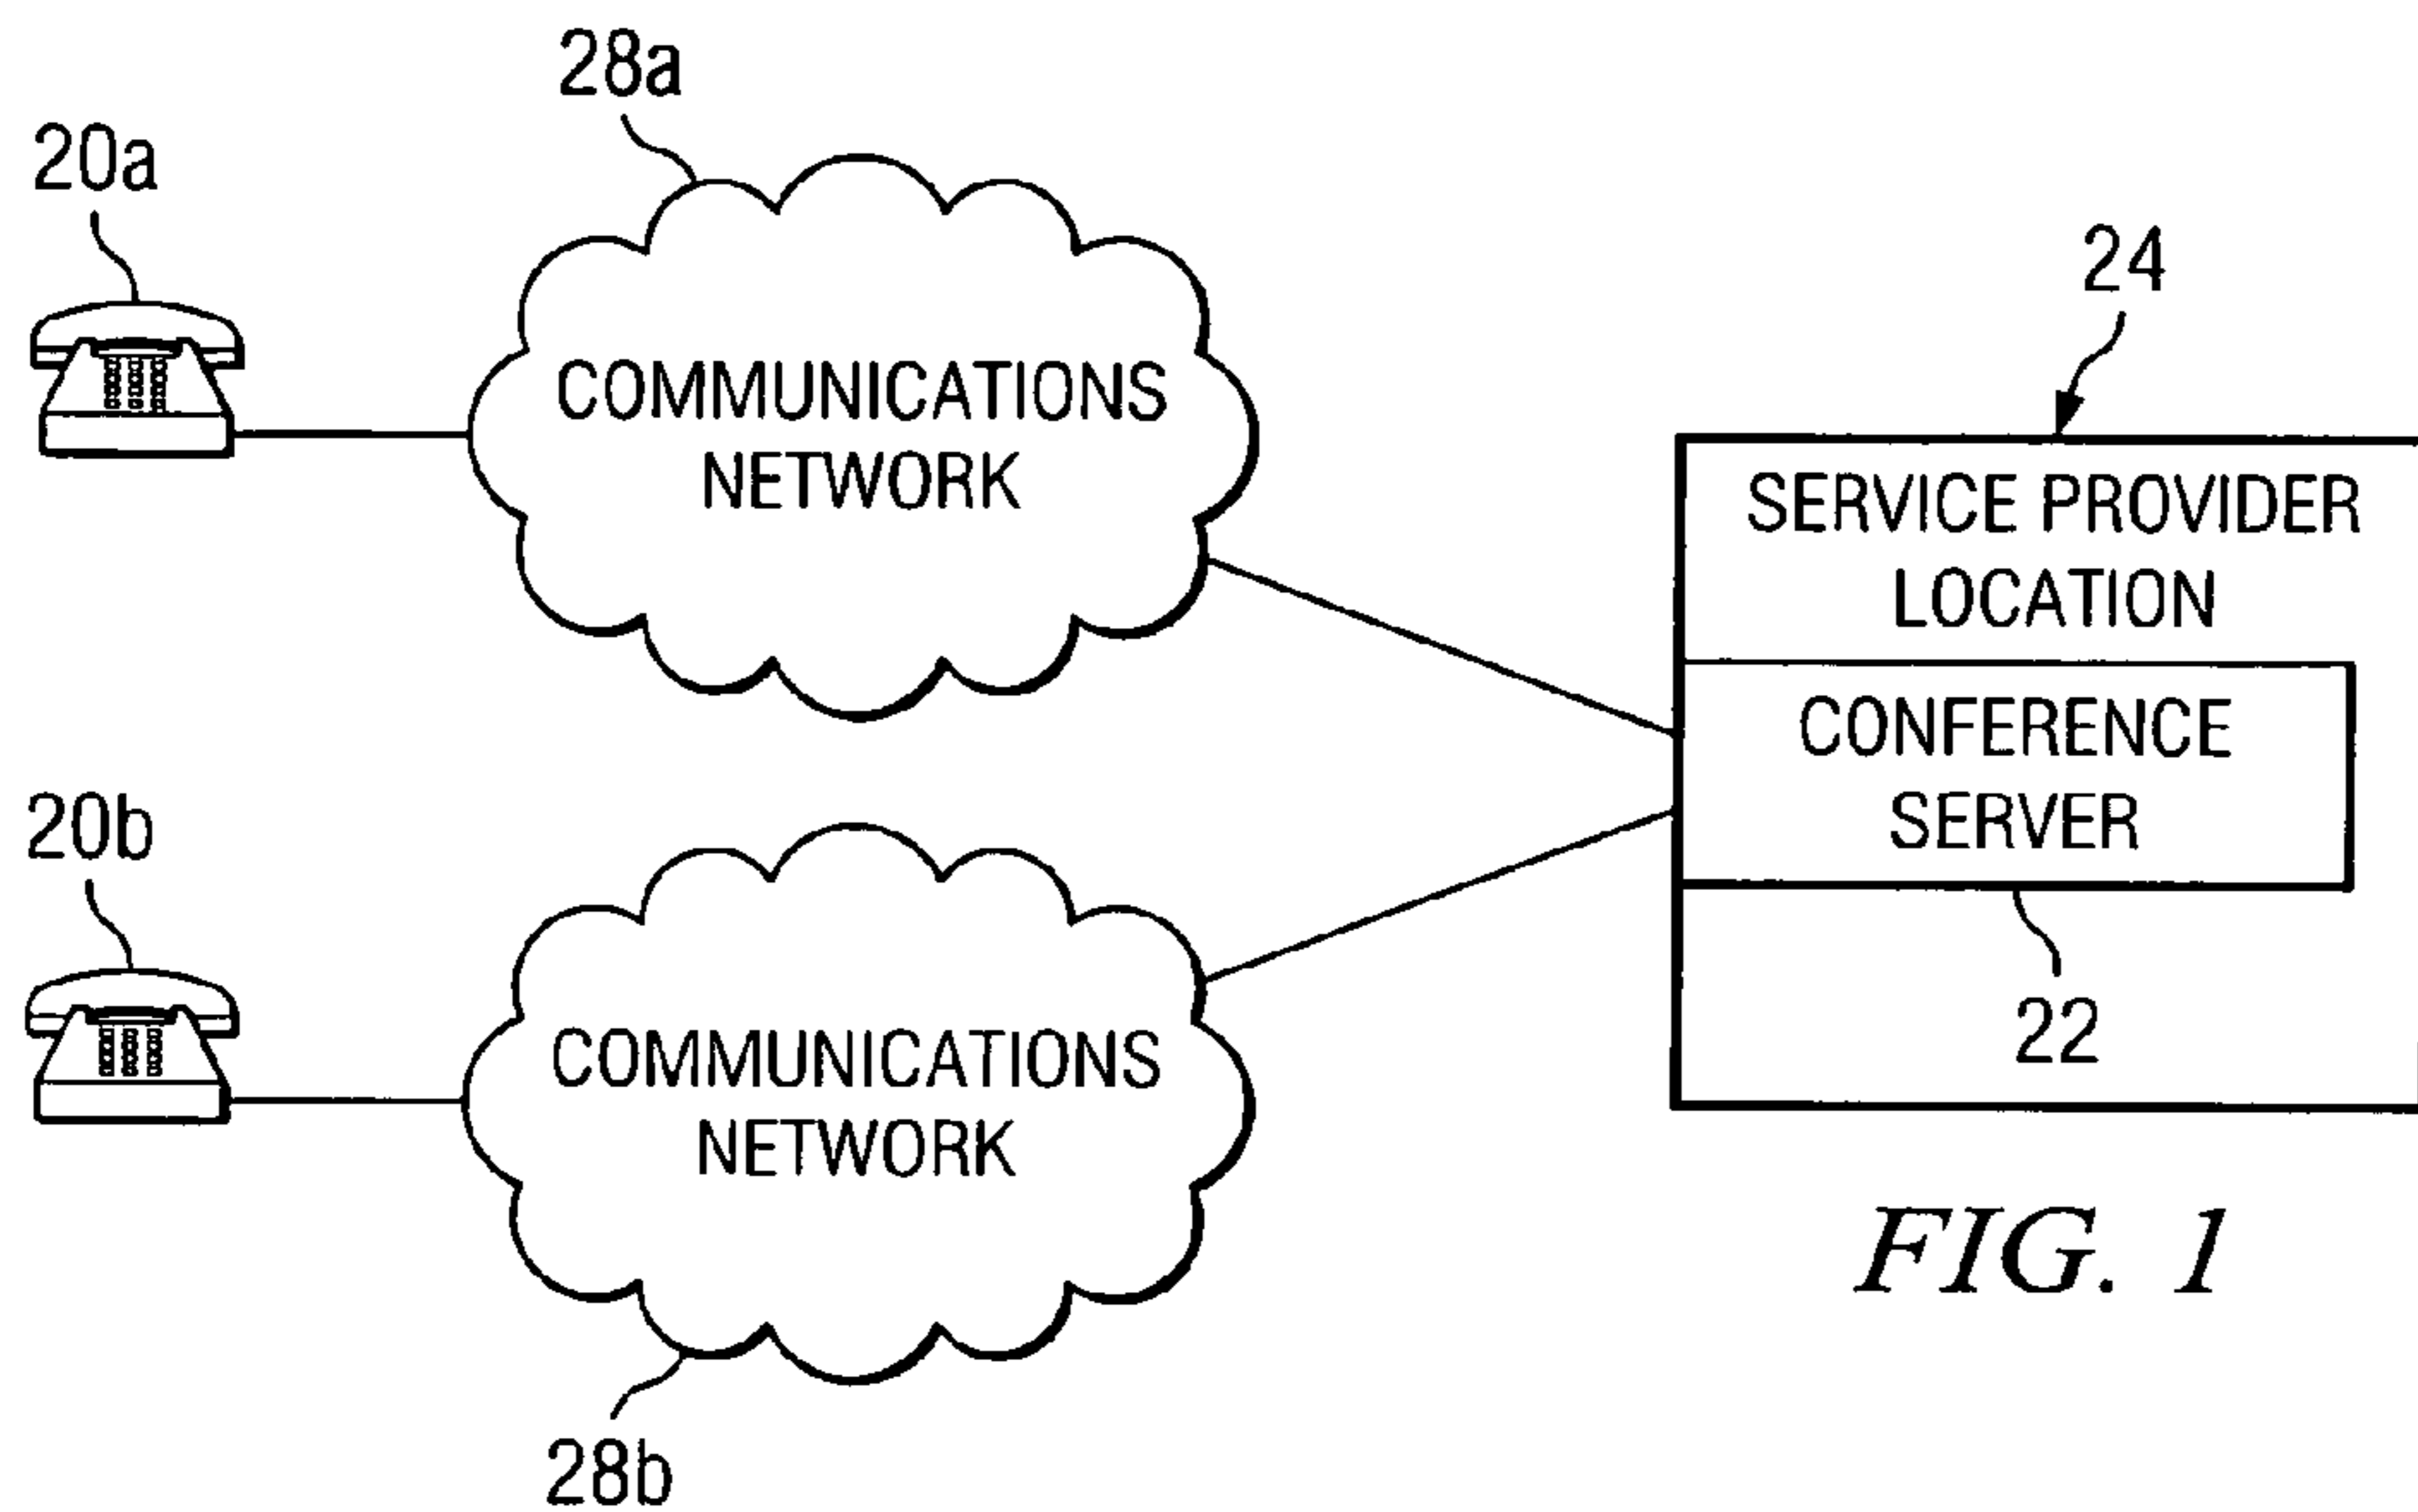 28a
20a
COMMUNICATIONS
NETWORK
24
SERVICE PROVIDER
LOCATION
CONFERENCE
SERVER
22
20b
COMMUNICATIONS
NETWORK
28b
FIG. 1